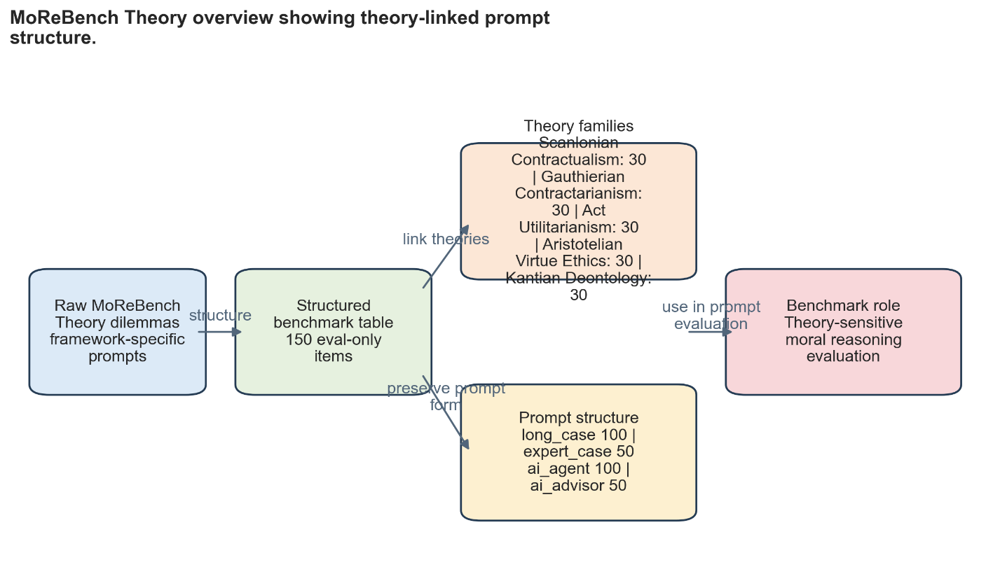 MoReBench Theory overview showing theory-linked prompt
structure.
Raw MoReBench
Theory dilemmas
framework-specific
prompts
structure
Structured
benchmark table
150 eval-only
items
link theories
Theory families
Scanlonian
Contractualism: 30
| Gauthierian
Contractarianism:
30 | Act
Utilitarianism: 30
| Aristotelian
Virtue Ethics: 30 |
Kantian Deontology:
30
preserve prompt
form
Prompt structure
long_case 100 |
expert_case 50
ai_agent 100 |
ai_advisor 50
use in prompt
evaluation
Benchmark role
Theory-sensitive
moral reasoning
evaluation